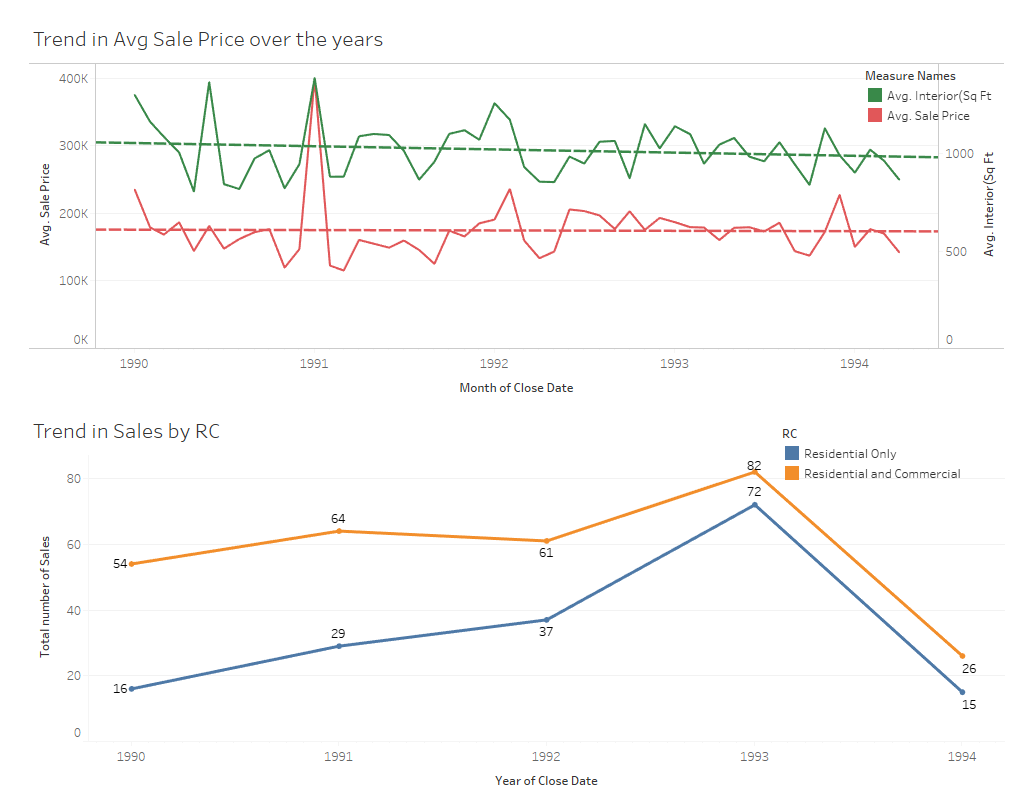 Trend in Avg Sale Price over the years
Measure Names
Avg. Interior(Sq Ft
Avg. Sale Price
400K
300K
200K
100K
0K
Avg. Sale Price
1000
500
0
Avg. Interior(Sq Ft
1990 1991 1992 1993 1994
Month of Close Date
Trend in Sales by RC
RC
Residential Only
Residential and Commercial
80
60
40
20
0
Total number of Sales
54 64 61 82 26
16 29 37 72 15
1990 1991 1992 1993 1994
Year of Close Date